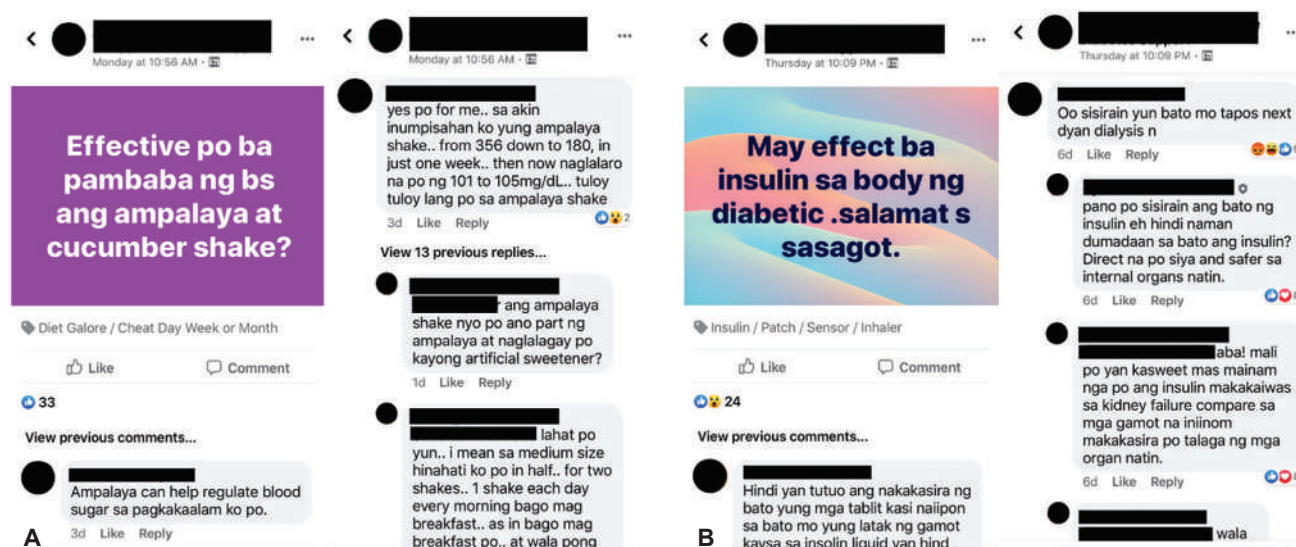 Monday at 10:56 AM
Effective po ba
pambaba ng bs
ang ampalaya at
cucumber shake?
Diet Galore / Cheat Day Week or Month
Like
Comment
33
View previous comments...
Ampalaya can help regulate blood
sugar sa pagkakaalam ko po.
3d Like Reply
A
Monday at 10:56 AM
yes po for me.. sa akin
inumpisahan ko yung ampalaya
shake.. from 356 down to 180, in
just one week.. then now naglalaro
na po ng 101 to 105mg/dL.. tuloy
tuloy lang po sa ampalaya shake
3d Like Reply
2
View 13 previous replies...
ang ampalaya
shake nyo po ano part ng
ampalaya at naglalagay po
kayong artificial sweetener?
1d Like Reply
lahat po
yun.. i mean sa medium size
hinahati ko po in half.. for two
shakes.. 1 shake each day
every morning bago mag
breakfast.. as in bago mag
breakfast po.. at wala pong
Thursday at 10:09 PM
May effect ba
insulin sa body ng
diabetic .salamat s
sasagot.
Insulin / Patch / Sensor / Inhaler
Like
Comment
24
View previous comments...
Hindi yan tutuo ang nakakasira ng
bato yung mga tablit kasi naiipon
sa bato mo yung latak ng gamot
kaysa sa insolin liquid yan hind
B
Thursday at 10:09 PM
Oo sisirain yun bato mo tapos next
dyan dialysis n
6d Like Reply
pano po sisirain ang bato ng
insulin eh hindi naman
dumadaan sa bato ang insulin?
Direct na po siya and safer sa
internal organs natin.
6d Like Reply
aba! mali
po yan kasweet mas mainam
nga po ang insulin makakaiwas
sa kidney failure compare sa
mga gamot na iniinom
makakasira po talaga ng mga
organ natin.
6d Like Reply
wala